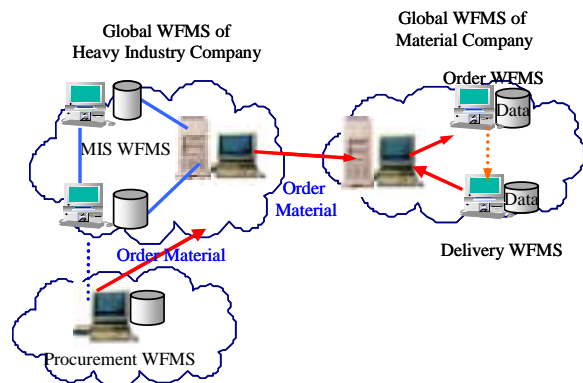 Global WFMS of
Heavy Industry Company
Global WFMS of
Material Company
Order WFMS
Data
MIS WFMS
Order
Material
Data
Order Material
Delivery WFMS
Procurement WFMS